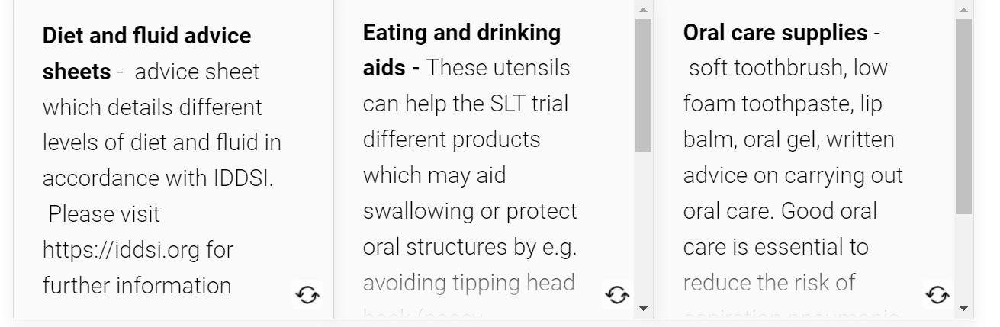 Diet and fluid advice
sheets - advice sheet
which details different
levels of diet and fluid in
accordance with IDDSI.
Please visit
https://iddsi.org for
further information
Eating and drinking
aids - These utensils
can help the SLT trial
different products
which may aid
swallowing or protect
oral structures by e.g.
avoiding tipping head
Oral care supplies -
soft toothbrush, low
foam toothpaste, lip
balm, oral gel, written
advice on carrying out
oral care. Good oral
care is essential to
reduce the risk of